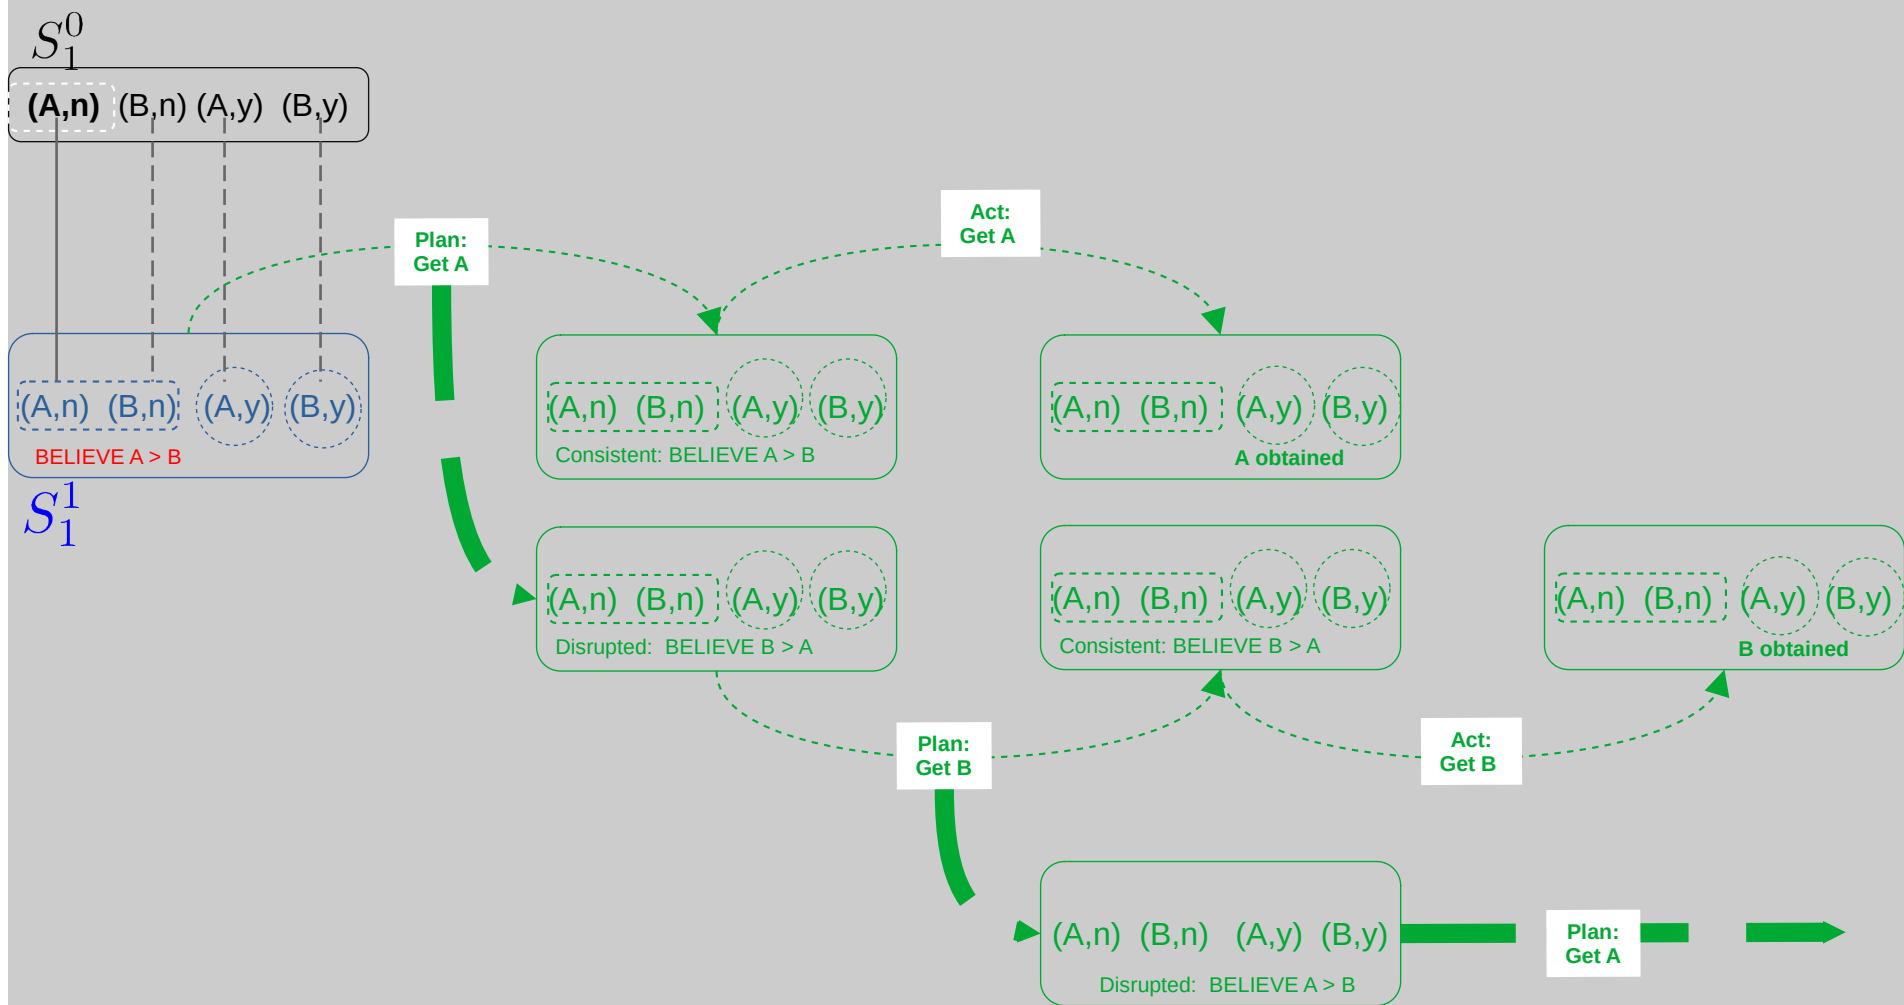 S_1^0
(A,n) (B,n) (A,y) (B,y)
Act:
Get A
Plan:
Get A
(A,n) (B,n) (A,y) (B,y)
BELIEVE A > B
S_1^1
(A,n) (B,n) (A,y) (B,y)
Consistent: BELIEVE A > B
(A,n) (B,n) (A,y) (B,y)
A obtained
(A,n) (B,n) (A,y) (B,y)
Disrupted: BELIEVE B > A
(A,n) (B,n) (A,y) (B,y)
Consistent: BELIEVE B > A
(A,n) (B,n) (A,y) (B,y)
B obtained
Plan:
Get B
Act:
Get B
(A,n) (B,n) (A,y) (B,y)
Disrupted: BELIEVE A > B
Plan:
Get A